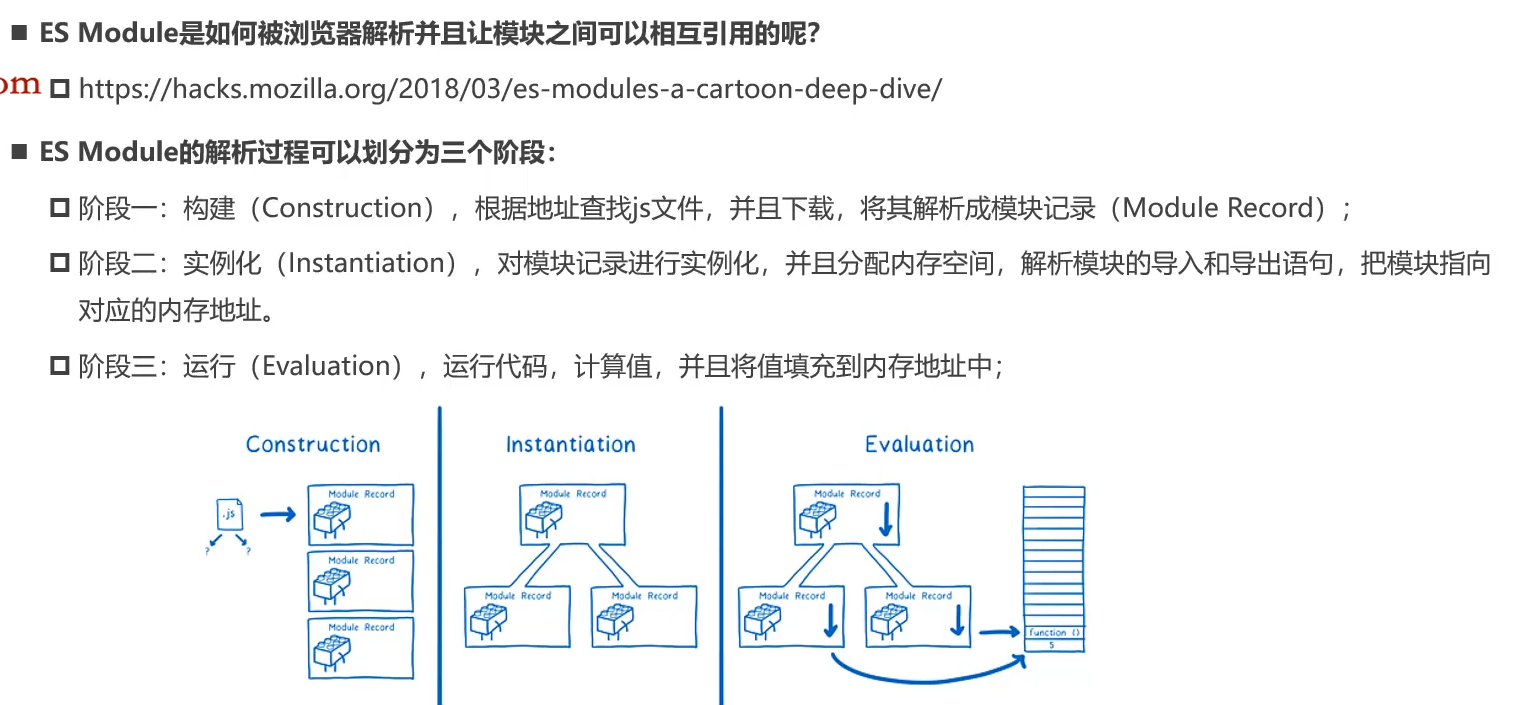 ES Module是如何被浏览器解析并且让模块之间可以相互引用的呢？
om
https://hacks.mozilla.org/2018/03/es-modules-a-cartoon-deep-dive/
ES Module的解析过程可以划分为三个阶段：
阶段一：构建（Construction），根据地址查找js文件，并且下载，将其解析成模块记录（Module Record）；
阶段二：实例化（Instantiation），对模块记录进行实例化，并且分配内存空间，解析模块的导入和导出语句，把模块指向
对应的内存地址。
阶段三：运行（Evaluation），运行代码，计算值，并且将值填充到内存地址中；
Construction
.js
? ?
Module Record
Module Record
Module Record
Instantiation
Module Record
Module Record
Module Record
Evaluation
Module Record
Module Record
Module Record
function ()
5